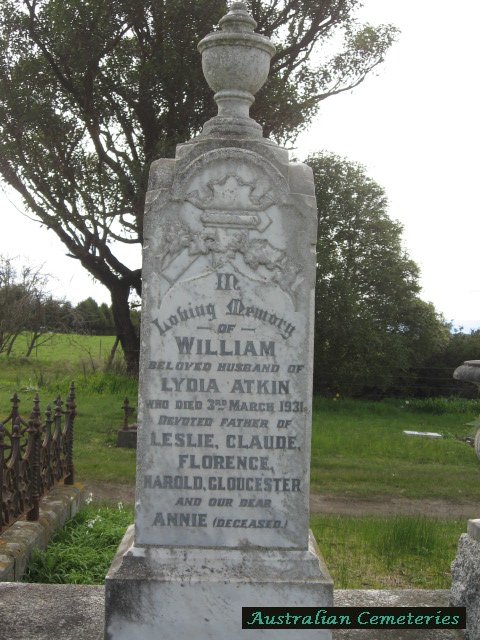 In
Loving Memory
— OF —
WILLIAM
BELOVED HUSBAND OF
LYDIA ATKIN
WHO DIED 3RD MARCH 1931.
DEVOTED FATHER OF
LESLIE, CLAUDE,
FLORENCE,
HAROLD, GLOUCESTER
AND OUR DEAR
ANNIE (DECEASED.)
Australian Cemeteries